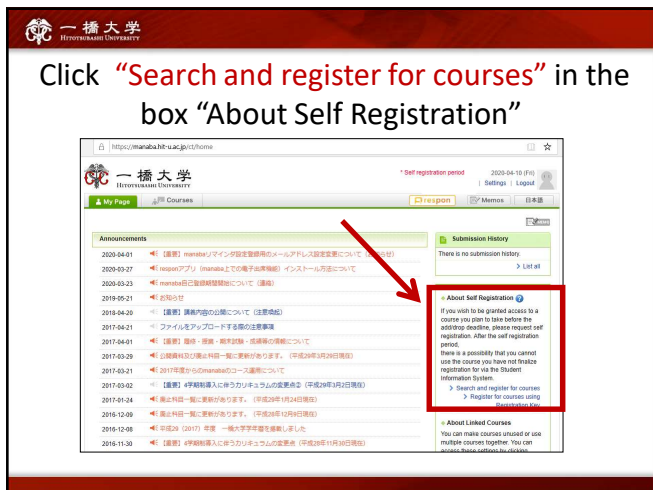 一橋大学
HITOTSUBASHI UNIVERSITY
Click “Search and register for courses” in the
box “About Self Registration”
https://manaba.hit-u.ac.jp/ct/home
一橋大学
HITOTSUBASHI UNIVERSITY
* Self registration period
2020-04-10 (Fri)
| Settings | Logout
My Page
Courses
respon
Memos
日本語
Announcements
2020-04-01 【重要】manabaリマインダ設定登録用のメールアドレス設定変更について（お知らせ）
2020-03-27 responアプリ（manaba上での電子出席機能）インストール方法について
2020-03-23 manaba自己登録期間開始について（通知）
2019-05-21 お知らせ
2018-04-20 【重要】講義内容の公開について（注意喚起）
2017-04-21 ファイルをアップロードする際の注意事項
2017-04-01 【重要】履修・授業・期末試験・成績等の情報について
2017-03-29 公開資料及び廃止科目一覧に更新があります。（平成29年3月29日現在）
2017-03-21 2017年度からのmanabaのコース運用について
2017-03-02 【重要】4学期制導入に伴うカリキュラムの変更点②（平成29年3月2日現在）
2017-01-24 廃止科目一覧に更新があります。（平成29年1月24日現在）
2016-12-09 廃止科目一覧に更新があります。（平成28年12月9日現在）
2016-12-08 平成29（2017）年度 一橋大学学年暦を掲載しました
2016-11-30 【重要】4学期制導入に伴うカリキュラムの変更点（平成28年11月30日現在）
Submission History
There is no submission history.
List all
About Self Registration
If you wish to be granted access to a
course you plan to take before the
add/drop deadline, please request self
registration. After the self registration
period,
there is a possibility that you cannot
use the course you have not finalize
registration for via the Student
Information System.
Search and register for courses
Register for courses using
Registration Key
About Linked Courses
You can make courses unused or use
multiple courses together. You can
access these settings by clicking